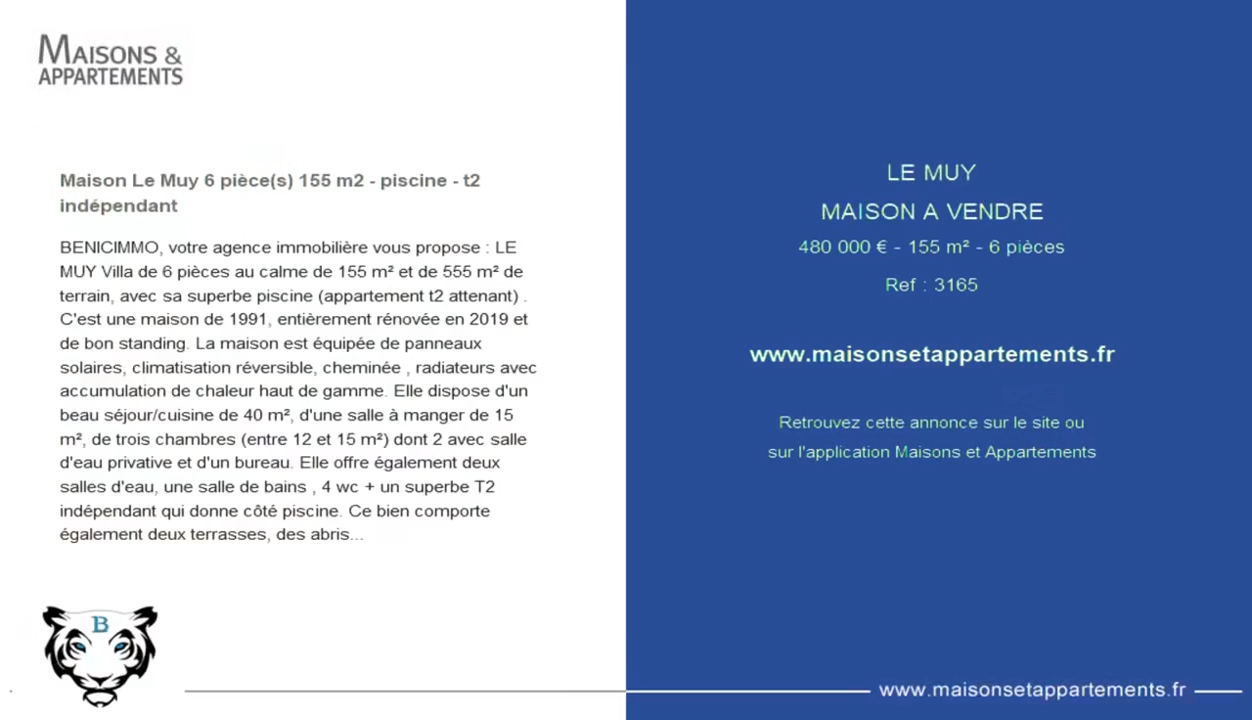 MAISONS &
APPARTEMENTS
Maison Le Muy 6 pièce(s) 155 m2 - piscine - t2
indépendant
BENICIMMO, votre agence immobilière vous propose : LE
MUY Villa de 6 pièces au calme de 155 m² et de 555 m² de
terrain, avec sa superbe piscine (appartement t2 attenant) .
C'est une maison de 1991, entièrement rénovée en 2019 et
de bon standing. La maison est équipée de panneaux
solaires, climatisation réversible, cheminée , radiateurs avec
accumulation de chaleur haut de gamme. Elle dispose d'un
beau séjour/cuisine de 40 m², d'une salle à manger de 15
m², de trois chambres (entre 12 et 15 m²) dont 2 avec salle
d'eau privative et d'un bureau. Elle offre également deux
salles d'eau, une salle de bains , 4 wc + un superbe T2
indépendant qui donne côté piscine. Ce bien comporte
également deux terrasses, des abris...
B
LE MUY
MAISON A VENDRE
480 000 € - 155 m² - 6 pièces
Ref : 3165
www.maisonsetappartements.fr
Retrouvez cette annonce sur le site ou
sur l'application Maisons et Appartements
www.maisonsetappartements.fr